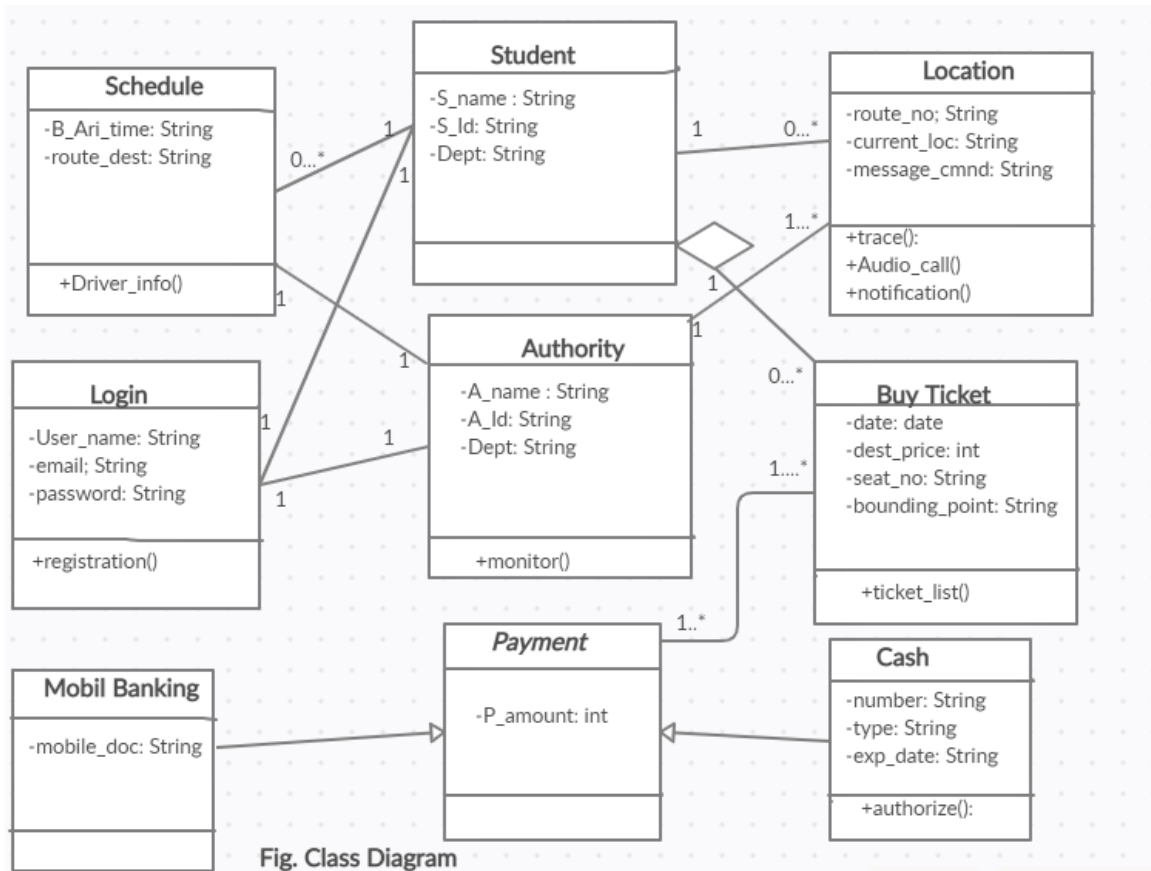 Schedule
-B_Ari_time: String
-route_dest: String
+Driver_info()
Student
-S_name : String
-S_Id: String
-Dept: String
Location
-route_no; String
-current_loc: String
-message_cmnd: String
+trace():
+Audio_call()
+notification()
0...*
1
1
1
0...*
1...*
1
1
1
1
0...*
Login
-User_name: String
-email; String
-password: String
+registration()
1
1
1
Authority
-A_name : String
-A_Id: String
-Dept: String
+monitor()
Buy Ticket
-date: date
-dest_price: int
-seat_no: String
-bounding_point: String
+ticket_list()
1....*
1..*
Mobil Banking
-mobile_doc: String
Payment
-P_amount: int
Cash
-number: String
-type: String
-exp_date: String
+authorize():
Fig. Class Diagram